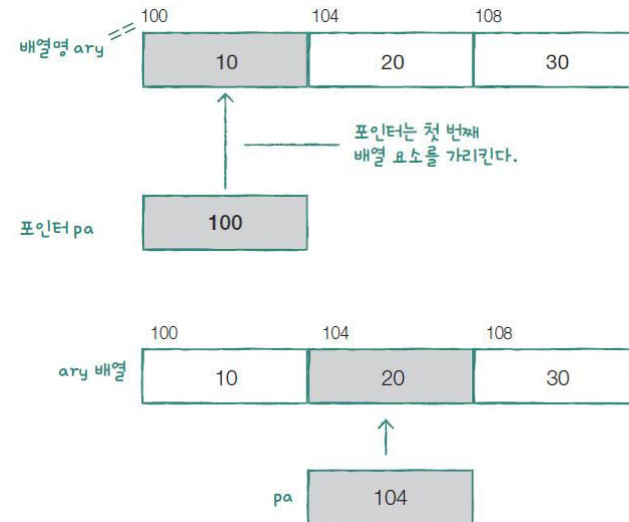 100 104 108
배열명 ary == 10 20 30
포인터는 첫 번째
배열 요소를 가리킨다.
포인터 pa 100
100 104 108
ary 배열 10 20 30
pa 104